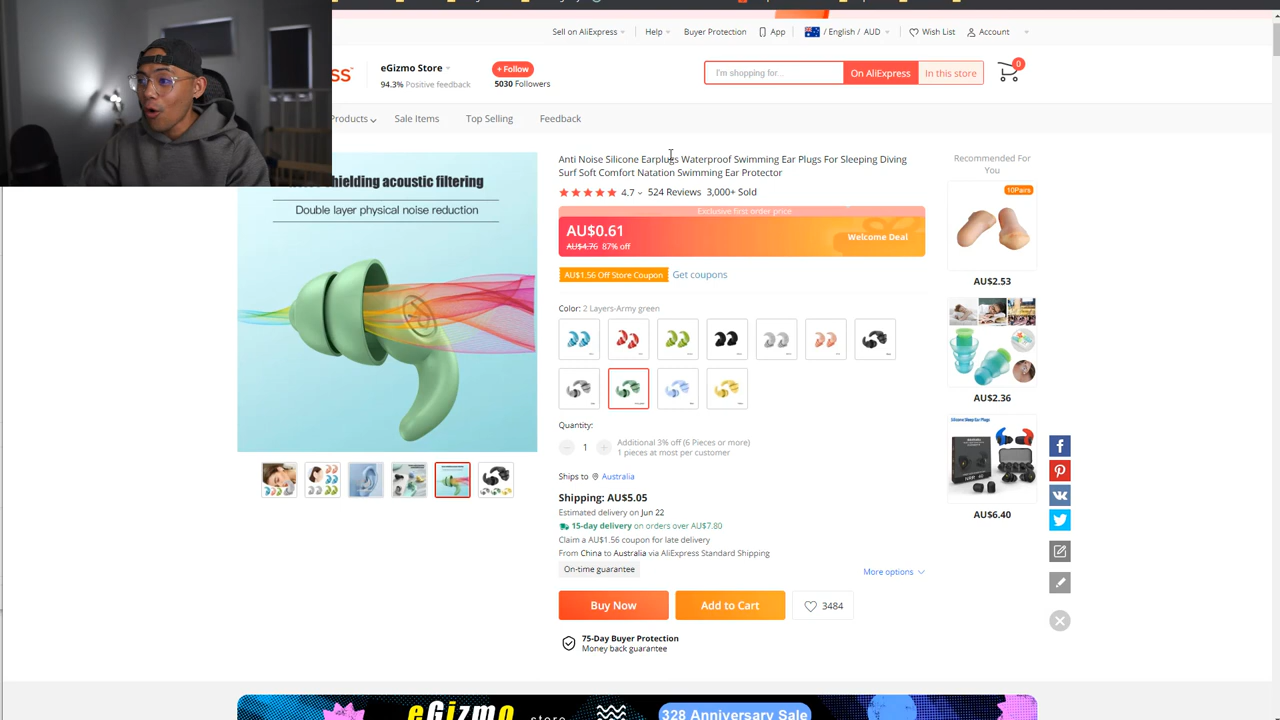 Sell on AliExpress
Help
Buyer Protection
App
/ English / AUD
Wish List
Account
SS
eGizmo Store
94.3% Positive feedback
+ Follow
5030 Followers
I'm shopping for...
On AliExpress
In this store
0
Products
Sale Items
Top Selling
Feedback
shielding acoustic filtering
Double layer physical noise reduction
Anti Noise Silicone Earplugs Waterproof Swimming Ear Plugs For Sleeping Diving
Surf Soft Comfort Natation Swimming Ear Protector
4.7
524 Reviews
3,000+ Sold
Exclusive first order price
AU$0.61
AU$4.76 87% off
Welcome Deal
AU$1.56 Off Store Coupon
Get coupons
Color: 2 Layers-Army green
Quantity:
1
Additional 3% off (6 Pieces or more)
1 pieces at most per customer
Ships to
Australia
Shipping: AU$5.05
Estimated delivery on Jun 22
15-day delivery on orders over AU$7.80
Claim a AU$1.56 coupon for late delivery
From China to Australia via AliExpress Standard Shipping
On-time guarantee
More options
Buy Now
Add to Cart
3484
75-Day Buyer Protection
Money back guarantee
Recommended For
You
10Pairs
AU$2.53
AU$2.36
AU$6.40
eGizmo store
328 Anniversary Sale